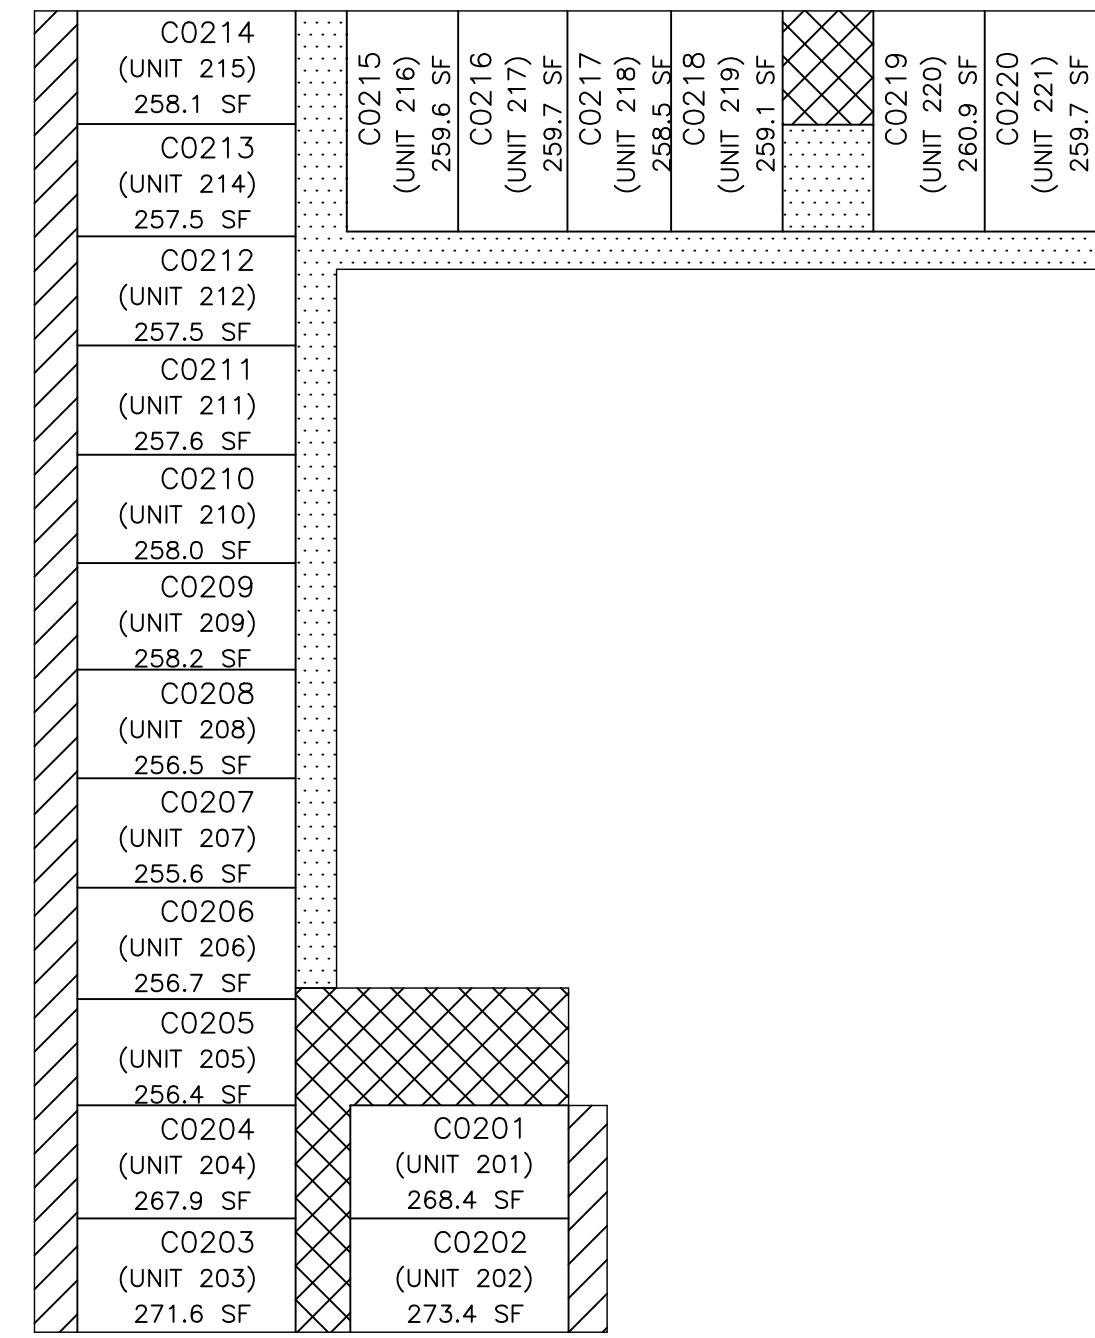 C0214
(UNIT 215)
258.1 SF
C0213
(UNIT 214)
257.5 SF
C0212
(UNIT 212)
257.5 SF
C0211
(UNIT 211)
257.6 SF
C0210
(UNIT 210)
258.0 SF
C0209
(UNIT 209)
258.2 SF
C0208
(UNIT 208)
256.5 SF
C0207
(UNIT 207)
255.6 SF
C0206
(UNIT 206)
256.7 SF
C0205
(UNIT 205)
256.4 SF
C0204
(UNIT 204)
267.9 SF
C0203
(UNIT 203)
271.6 SF
C0201
(UNIT 201)
268.4 SF
C0202
(UNIT 202)
273.4 SF
C0215
(UNIT 216)
259.6 SF
C0216
(UNIT 217)
259.7 SF
C0217
(UNIT 218)
258.5 SF
C0218
(UNIT 219)
259.1 SF
C0219
(UNIT 220)
260.9 SF
C0220
(UNIT 221)
259.7 SF